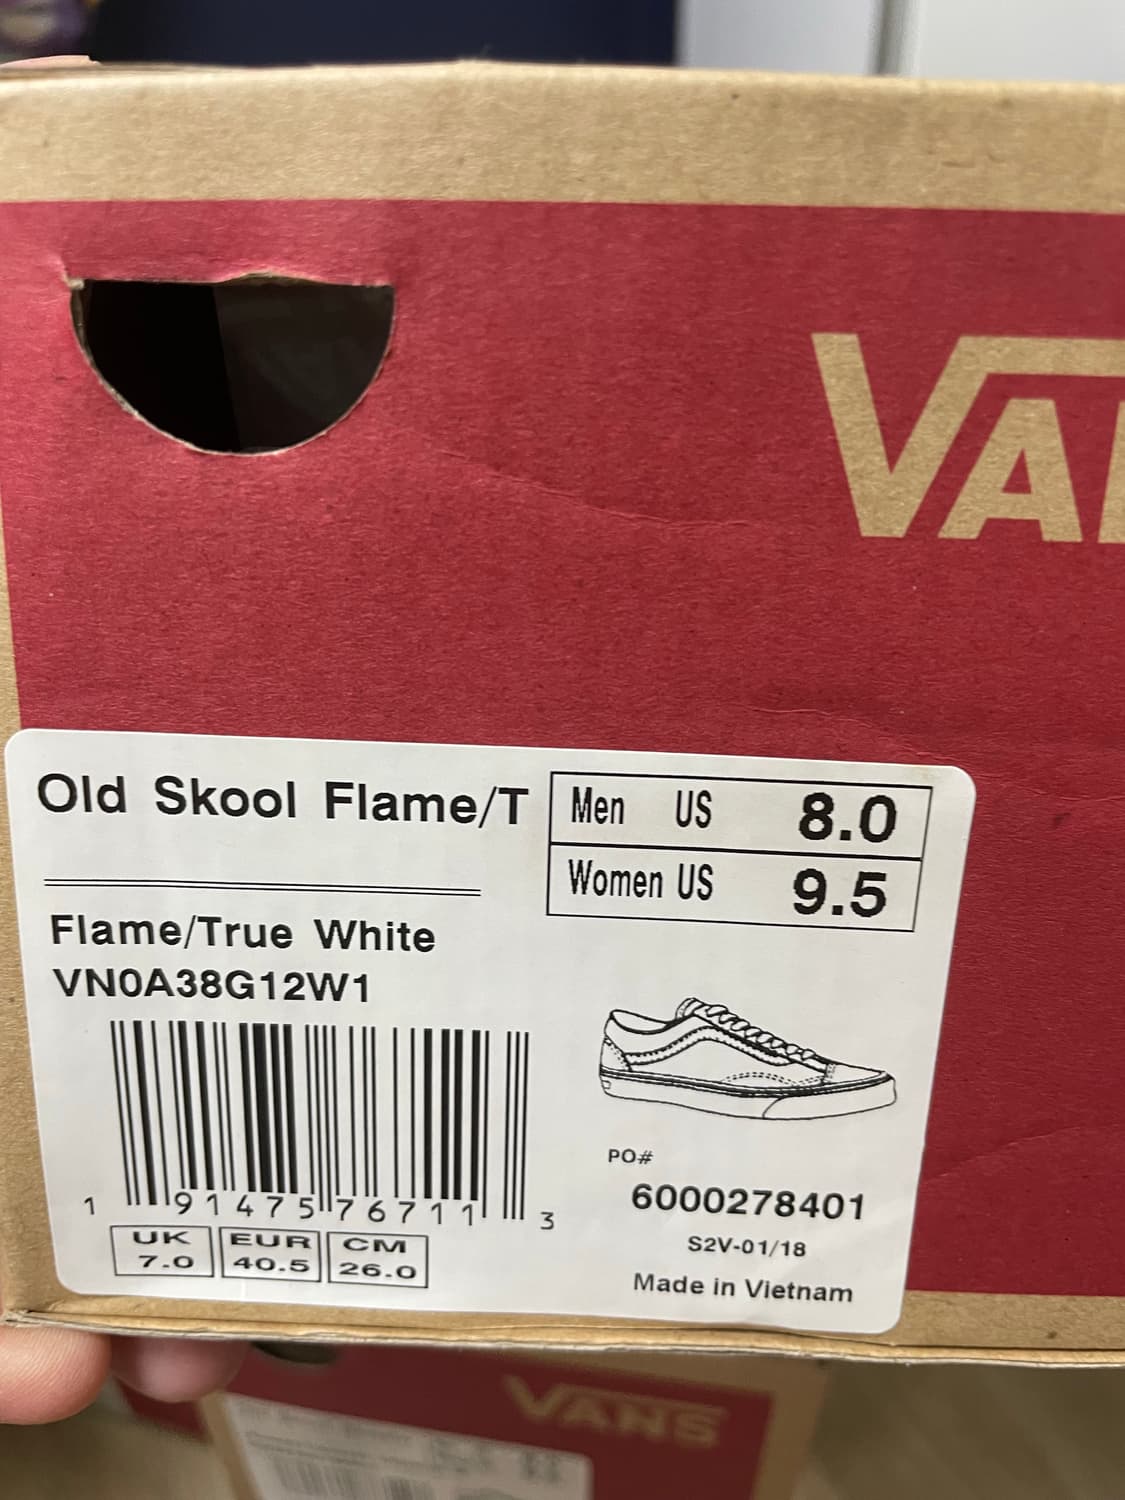 VA
Old Skool Flame/T
Men US 8.0
Women US 9.5
Flame/True White
VN0A38G12W1
1 91475 76711 3
UK EUR CM
7.0 40.5 26.0
PO#
6000278401
S2V-01/18
Made in Vietnam
VANS